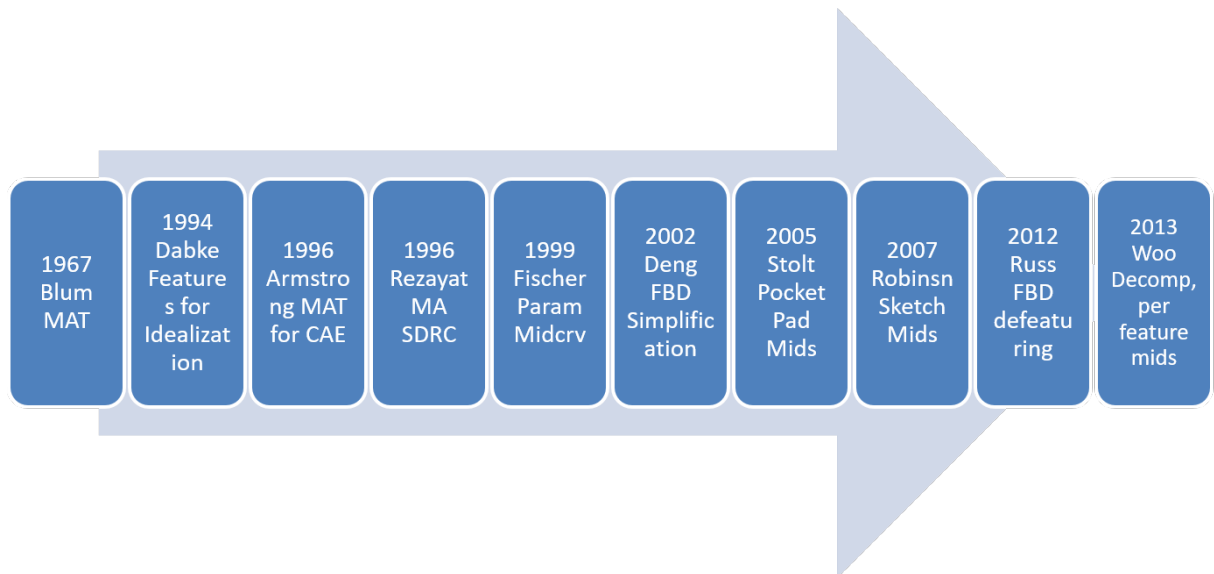 1967
Blum
MAT
1994
Dabke
Feature
s for
Idealizat
ion
1996
Armstro
ng MAT
for CAE
1996
Rezayat
MA
SDRC
1999
Fischer
Param
Midcrv
2002
Deng
FBD
Simplific
ation
2005
Stolt
Pocket
Pad
Mids
2007
Robinsn
Sketch
Mids
2012
Russ
FBD
defeatu
ring
2013
Woo
Decomp,
per
feature
mids